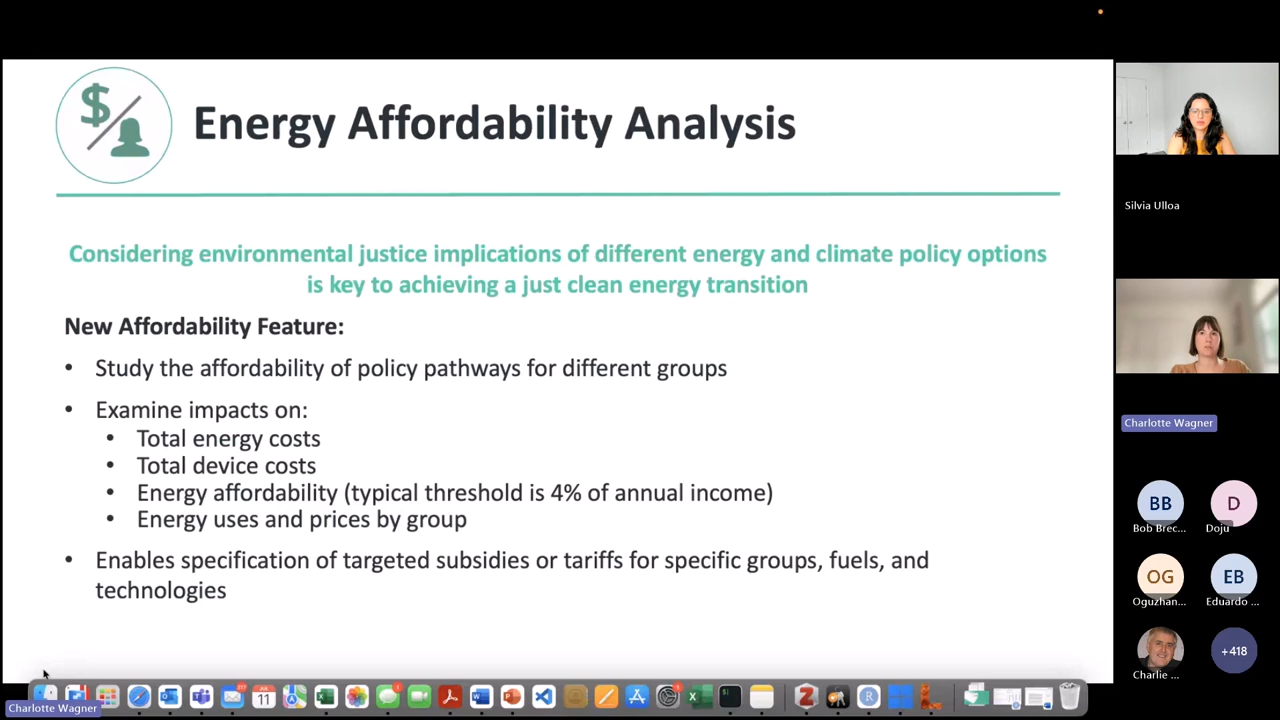 $
Energy Affordability Analysis
Considering environmental justice implications of different energy and climate policy options
is key to achieving a just clean energy transition
New Affordability Feature:
• Study the affordability of policy pathways for different groups
• Examine impacts on:
• Total energy costs
• Total device costs
• Energy affordability (typical threshold is 4% of annual income)
• Energy uses and prices by group
• Enables specification of targeted subsidies or tariffs for specific groups, fuels, and
technologies
Silvia Ulloa
Charlotte Wagner
BB
D
Bob Brec...
Doju
OG
EB
Oguzhan...
Eduardo ...
Charlie ...
+418
11
Charlotte Wagner